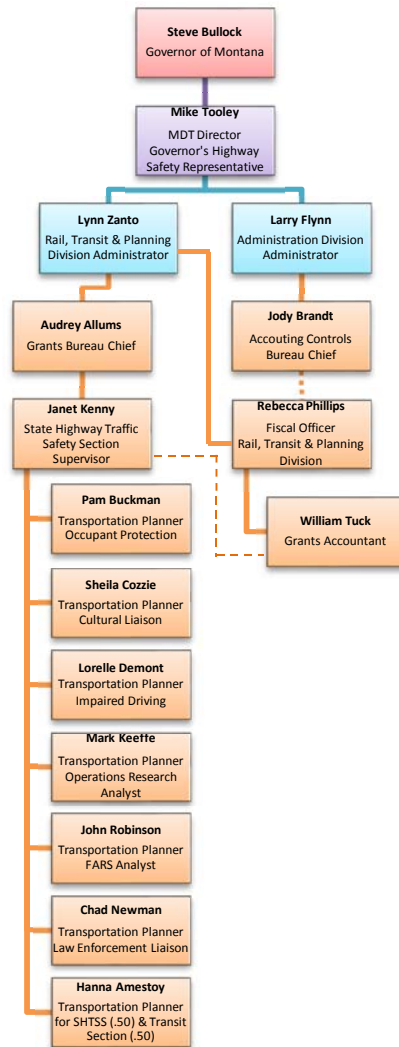 Steve Bullock
Governor of Montana
Mike Tooley
MDT Director
Governor's Highway
Safety Representative
Lynn Zanto
Rail, Transit & Planning
Division Administrator
Larry Flynn
Administration Division
Administrator
Audrey Allums
Grants Bureau Chief
Jody Brandt
Accouting Controls
Bureau Chief
Janet Kenny
State Highway Traffic
Safety Section
Supervisor
Rebecca Phillips
Fiscal Officer
Rail, Transit & Planning
Division
Pam Buckman
Transportation Planner
Occupant Protection
William Tuck
Grants Accountant
Sheila Cozzie
Transportation Planner
Cultural Liaison
Lorelle Demont
Transportation Planner
Impaired Driving
Mark Keeffe
Transportation Planner
Operations Research
Analyst
John Robinson
Transportation Planner
FARS Analyst
Chad Newman
Transportation Planner
Law Enforcement Liaison
Hanna Amestoy
Transportation Planner
for SHTSS (.50) & Transit
Section (.50)